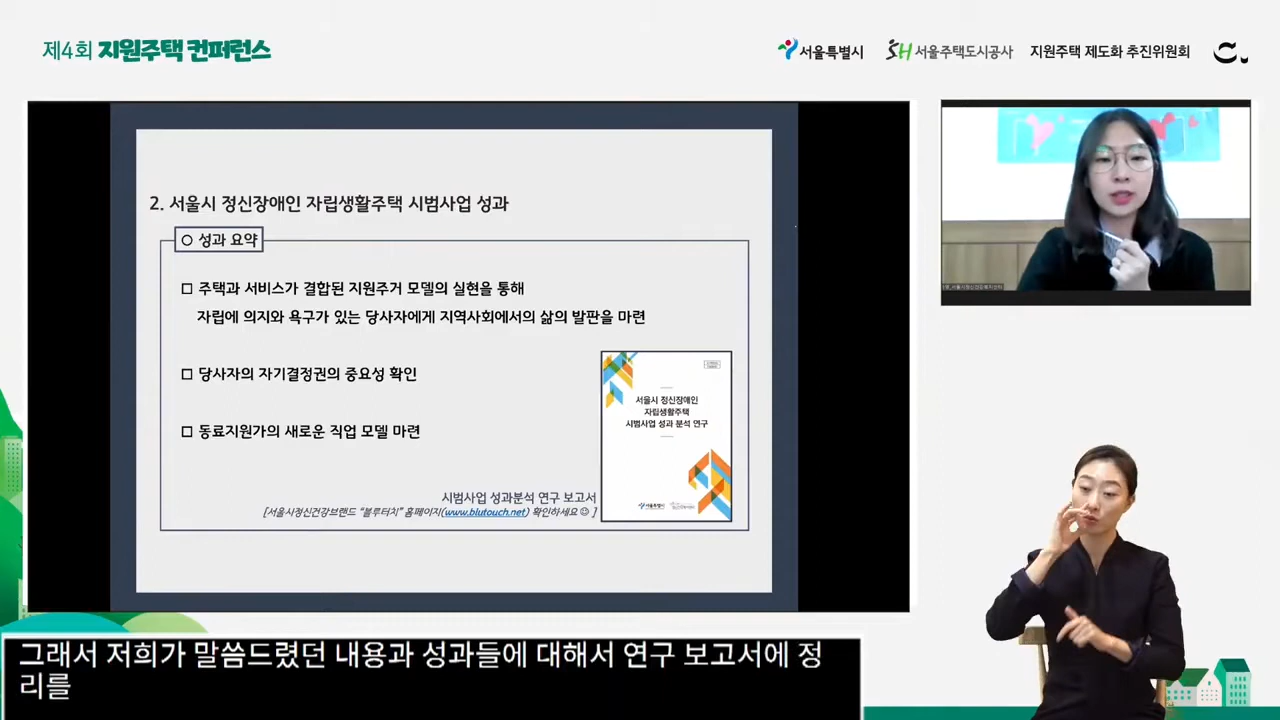 제4회 지원주택 컨퍼런스
서울특별시
SH 서울주택도시공사
지원주택 제도화 추진위원회
2. 서울시 정신장애인 자립생활주택 시범사업 성과
○ 성과 요약
□ 주택과 서비스가 결합된 지원주거 모델의 실현을 통해
자립에 의지와 욕구가 있는 당사자에게 지역사회에서의 삶의 발판을 마련
□ 당사자의 자기결정권의 중요성 확인
□ 동료지원가의 새로운 직업 모델 마련
서울시 정신장애인
자립생활주택
시범사업 성과 분석 연구
서울특별시
시범사업 성과분석 연구 보고서
[서울시정신건강브랜드 “블루터치” 홈페이지(www.blutouch.net) 확인하세요☺ ]
그래서 저희가 말씀드렸던 내용과 성과들에 대해서 연구 보고서에 정
리를